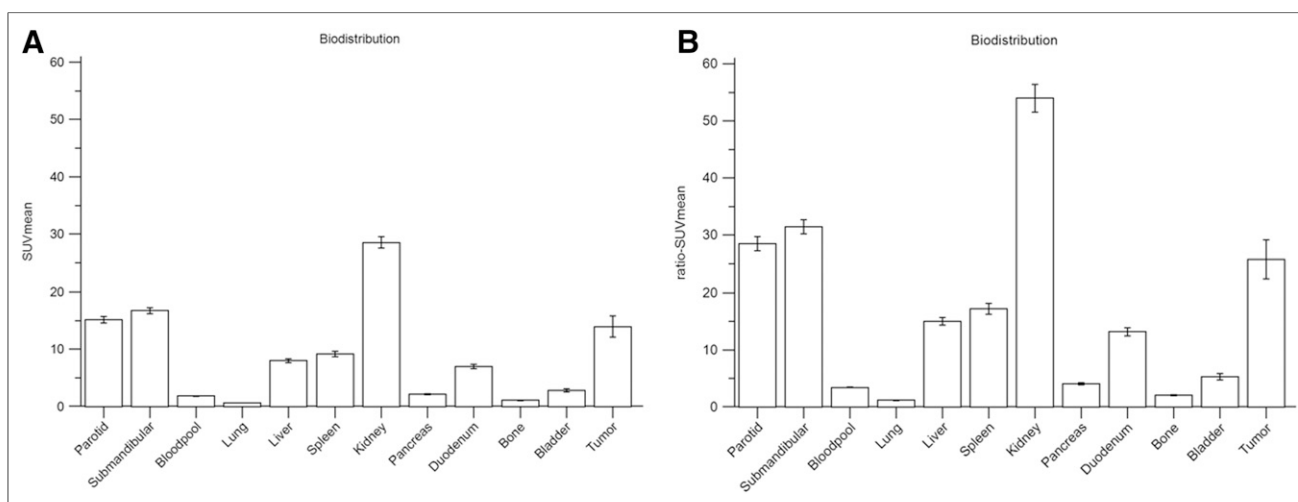 A
Biodistribution
60
50
40
30
20
10
0
SUVmean
Parotid
Submandibular
Bloodpool
Lung
Liver
Spleen
Kidney
Pancreas
Duodenum
Bone
Bladder
Tumor
B
Biodistribution
60
50
40
30
20
10
0
ratio-SUVmean
Parotid
Submandibular
Bloodpool
Lung
Liver
Spleen
Kidney
Pancreas
Duodenum
Bone
Bladder
Tumor